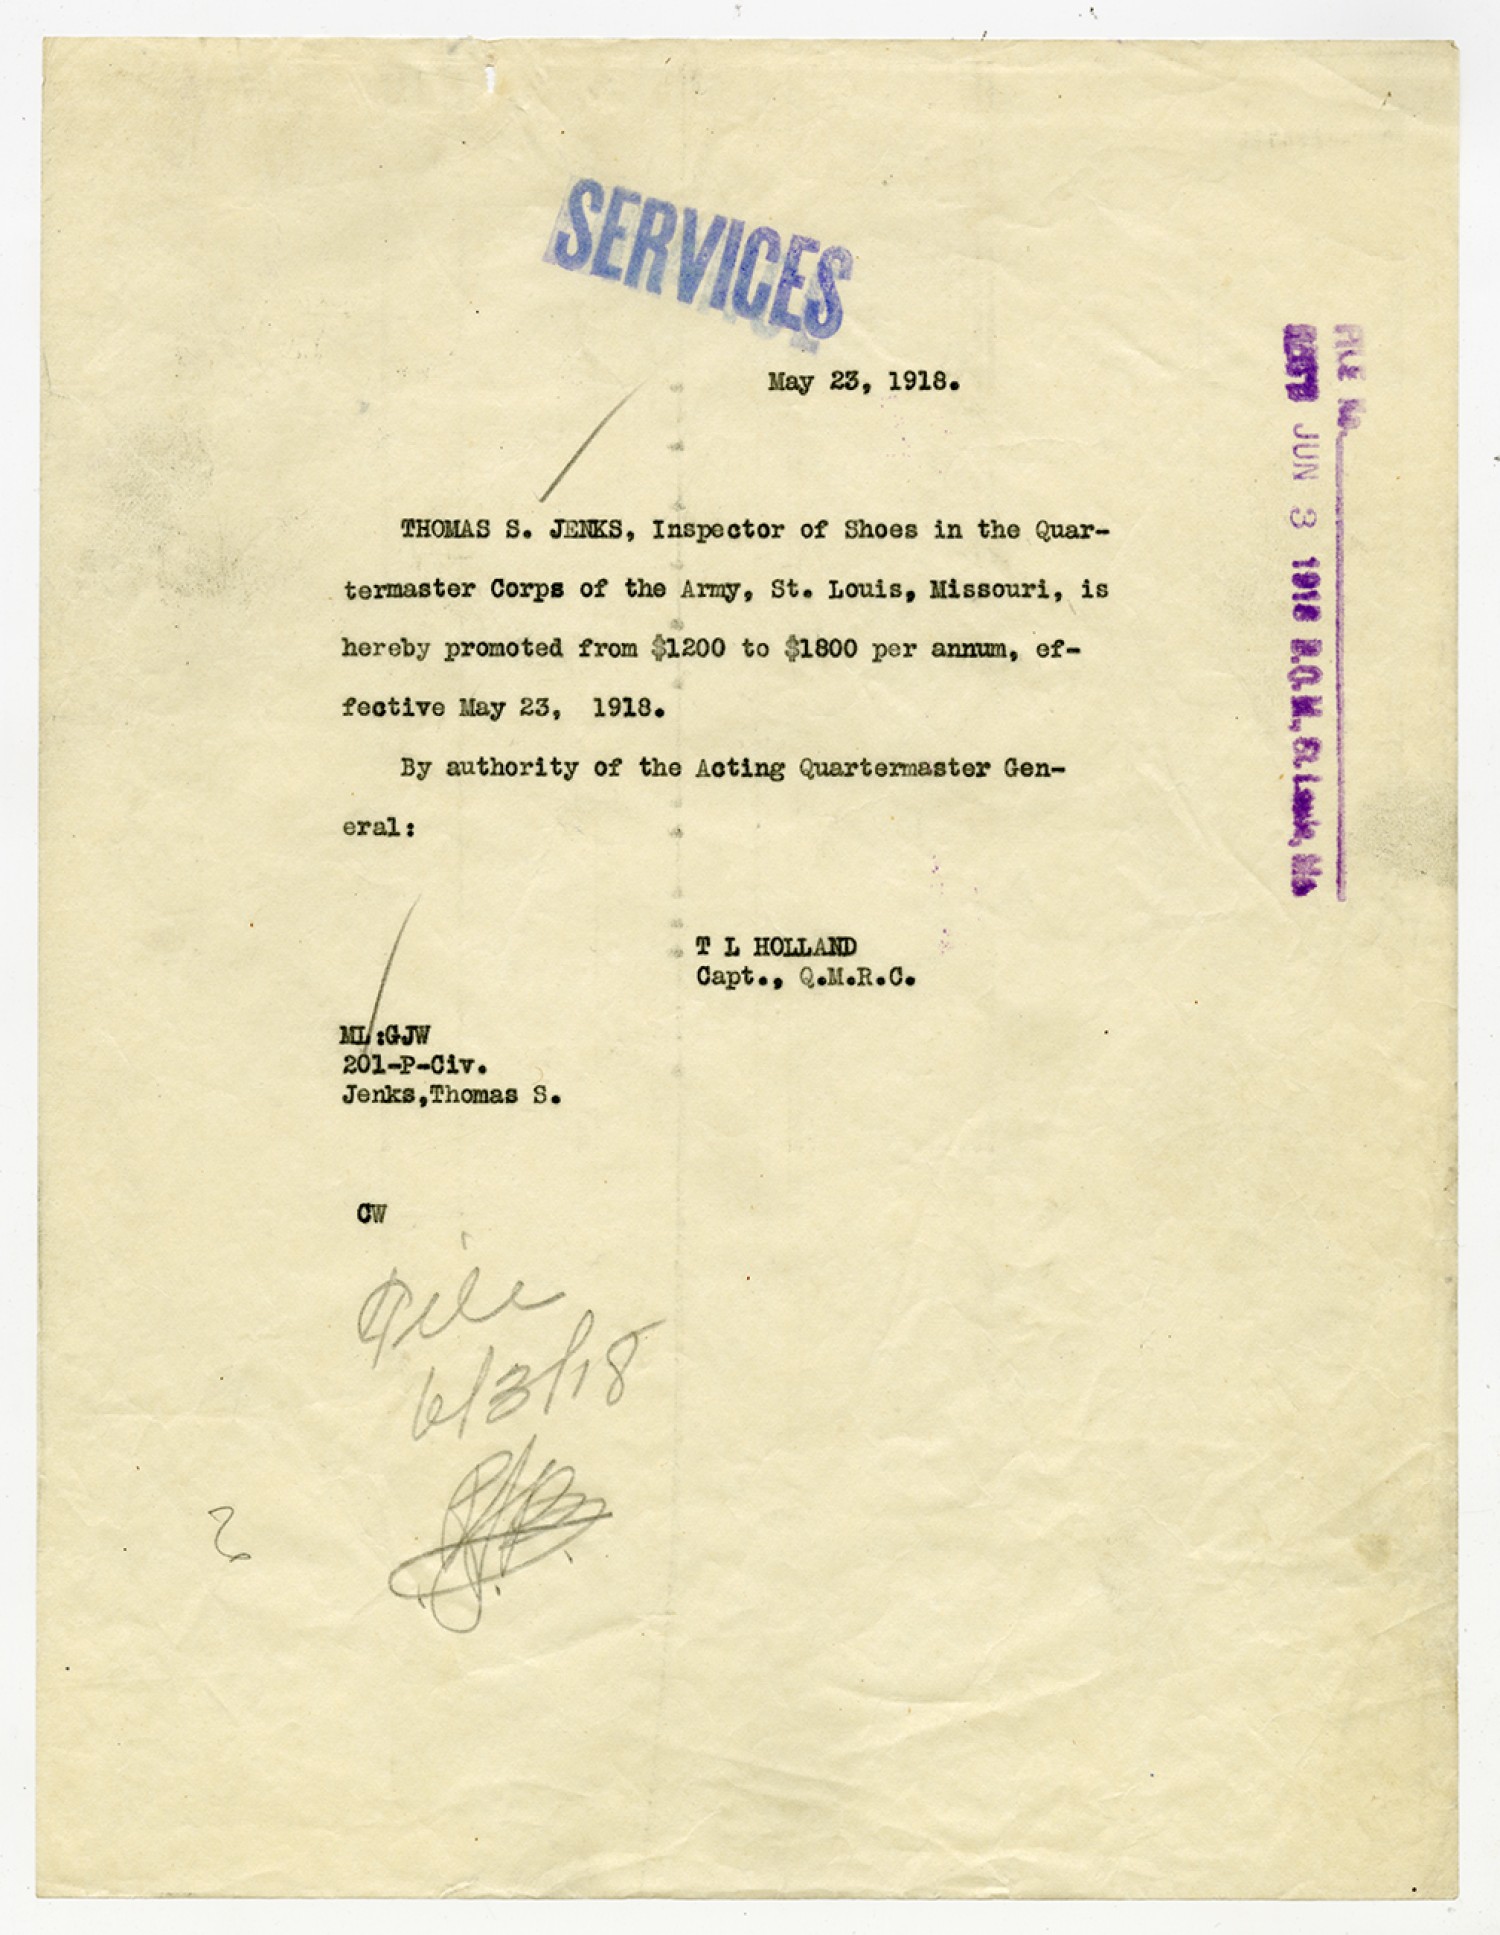 SERVICES
May 23, 1918.
THOMAS S. JENKS, Inspector of Shoes in the Quar-
termaster Corps of the Army, St. Louis, Missouri, is
hereby promoted from $1200 to $1800 per annum, ef-
fective May 23, 1918.
By authority of the Acting Quartermaster Gen-
eral:
T L HOLLAND
Capt., Q.M.R.C.
ML:GJW
201-P-Civ.
Jenks,Thomas S.
CW
File
6/3/18
FILE No.
JUN 3 1918 D.Q.M., St. Louis, Mo.